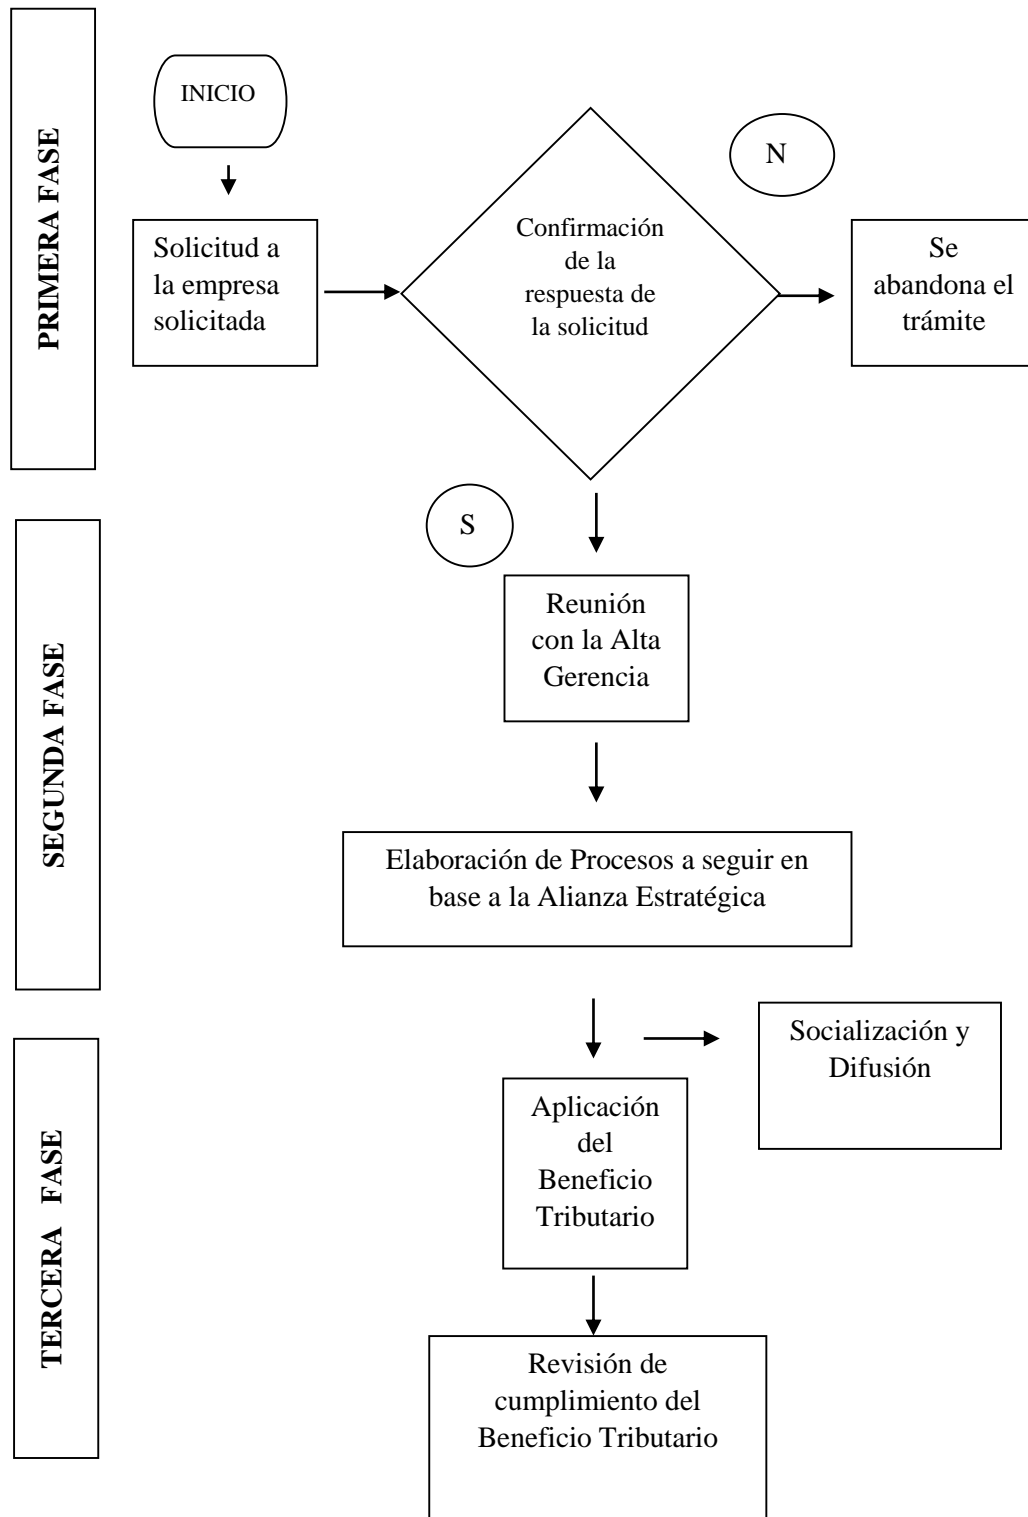 PRIMERA FASE
INICIO
Solicitud a
la empresa
solicitada
Confirmación
de la
respuesta de
la solicitud
N
Se
abandona el
trámite
SEGUNDA FASE
S
Reunión
con la Alta
Gerencia
Elaboración de Procesos a seguir en
base a la Alianza Estratégica
TERCERA FASE
Socialización y
Difusión
Aplicación
del
Beneficio
Tributario
Revisión de
cumplimiento del
Beneficio Tributario